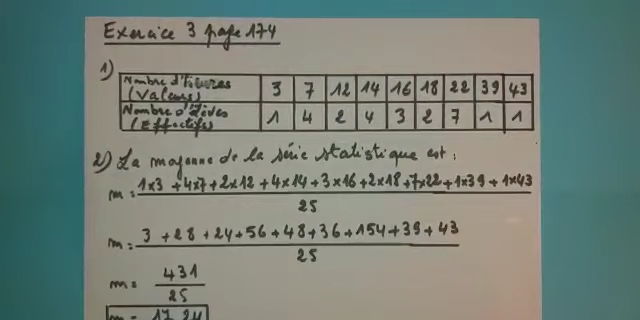 Exercice 3 page 174
1)
Nombre d'livres 3 7 12 14 16 18 22 39 43
(Valeurs)
Nombre d'élèves 1 4 2 4 3 2 7 1 1
(Effectifs)
2) La moyenne de la série statistique est :
m = 1×3 + 4×7 + 2×12 + 4×14 + 3×16 + 2×18 + 7×22 + 1×39 + 1×43
25
m = 3 + 28 + 24 + 56 + 48 + 36 + 154 + 39 + 43
25
m = 431
25
m = 17,24